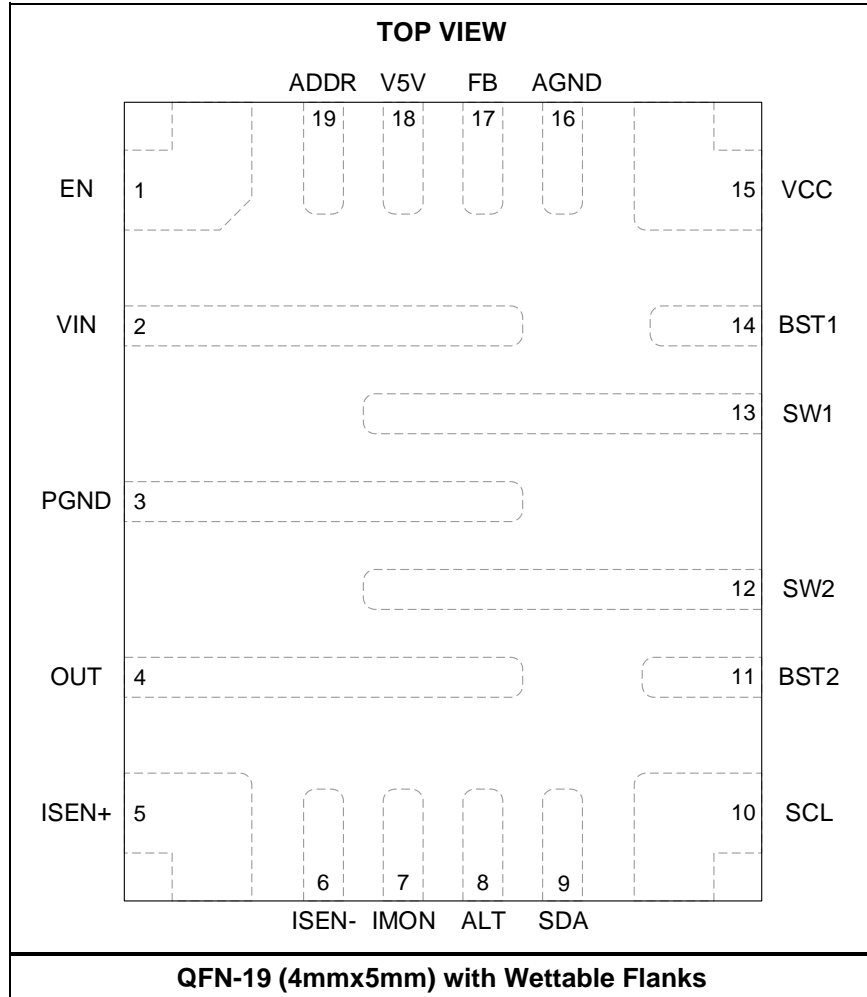 TOP VIEW
ADDR V5V FB AGND
19 18 17 16
EN 1 15 VCC
VIN 2 14 BST1
13 SW1
PGND 3
12 SW2
OUT 4 11 BST2
ISEN+ 5 10 SCL
6 7 8 9
ISEN- IMON ALT SDA
QFN-19 (4mmx5mm) with Wettable Flanks